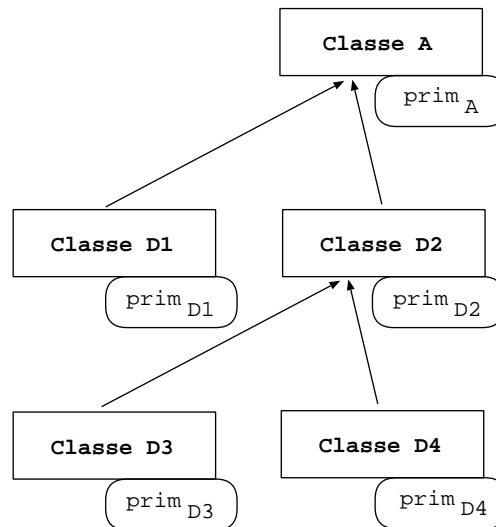 Classe A
prim A
Classe D1
Classe D2
prim D1
prim D2
Classe D3
Classe D4
prim D3
prim D4